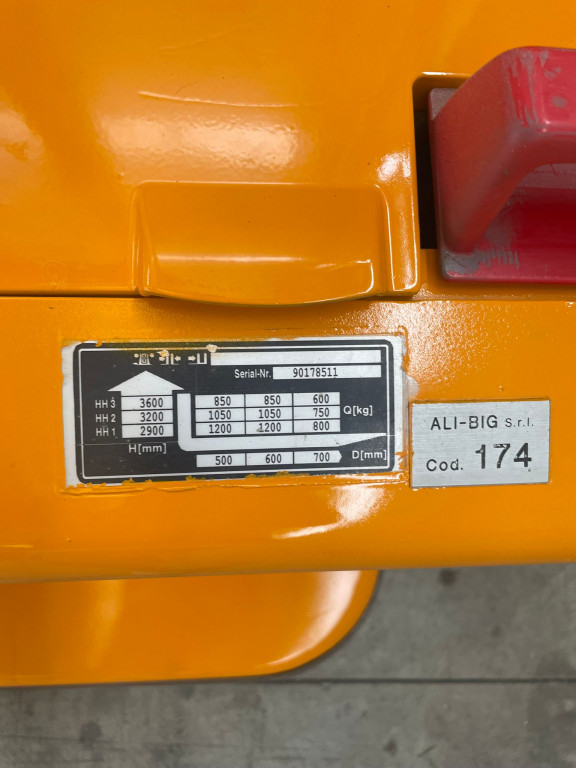 Serial-Nr. 90178511
HH 3 3600 850 850 600
HH 2 3200 1050 1050 750 Q[kg]
HH 1 2900 1200 1200 800
H[mm]
500 600 700 D[mm]
ALI-BIG S.r.l.
Cod. 174